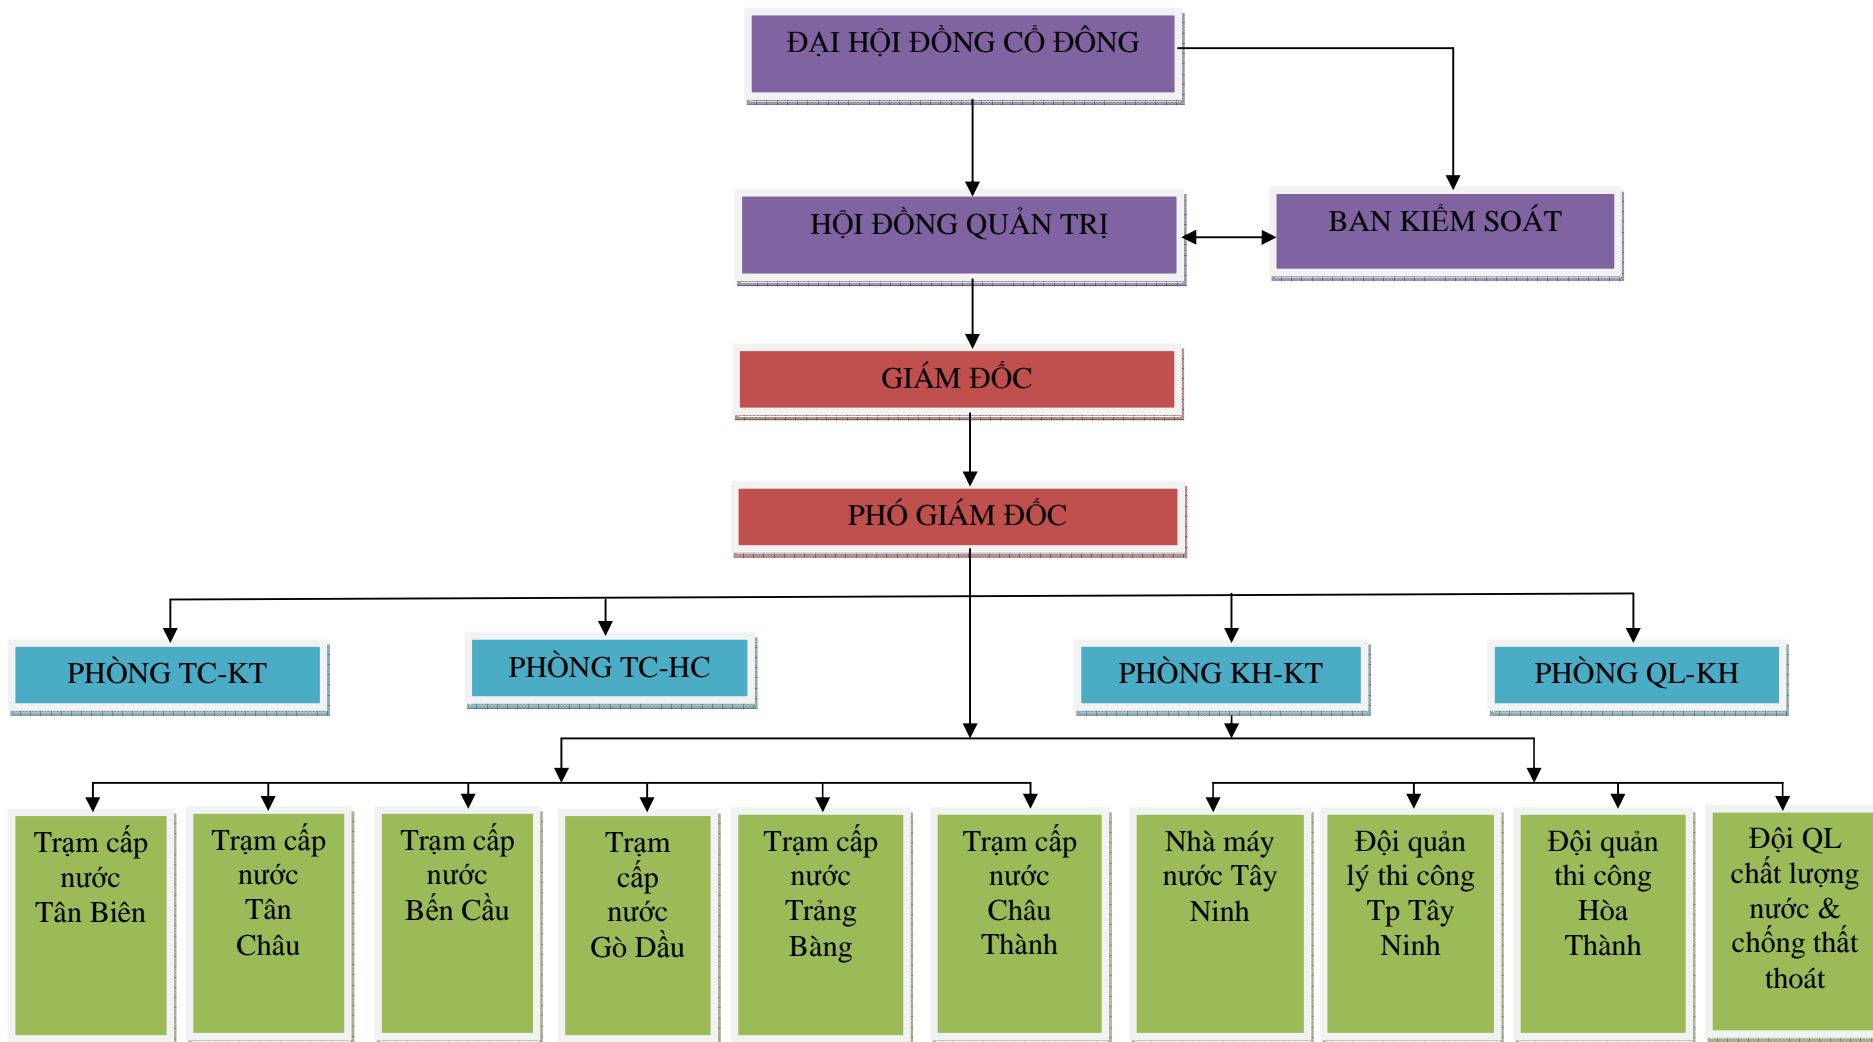 ĐẠI HỘI ĐỒNG CỔ ĐÔNG
HỘI ĐỒNG QUẢN TRỊ
BAN KIỂM SOÁT
GIÁM ĐỐC
PHÓ GIÁM ĐỐC
PHÒNG TC-KT
PHÒNG TC-HC
PHÒNG KH-KT
PHÒNG QL-KH
Trạm cấp
nước
Tân Biên
Trạm cấp
nước
Tân
Châu
Trạm cấp
nước
Bến Cầu
Trạm
cấp
nước
Gò Dầu
Trạm cấp
nước
Trảng
Bàng
Trạm cấp
nước
Châu
Thành
Nhà máy
nước Tây
Ninh
Đội quản
lý thi công
Tp Tây
Ninh
Đội quản
thi công
Hòa
Thành
Đội QL
chất lượng
nước &
chống thất
thoát